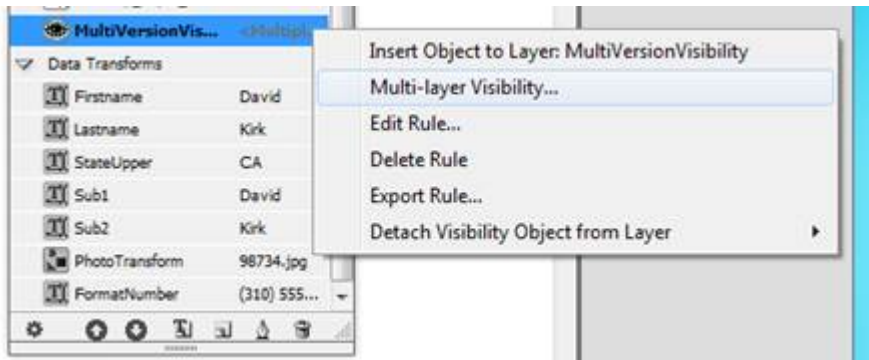 MultiVersionVis...
Insert Object to Layer: MultiVersionVisibility
Multi-layer Visibility...
Edit Rule...
Delete Rule
Export Rule...
Detach Visibility Object from Layer
Data Transforms
Firstname David
Lastname Kirk
StateUpper CA
Sub1 David
Sub2 Kirk
PhotoTransform 98734.jpg
FormatNumber (310) 555...